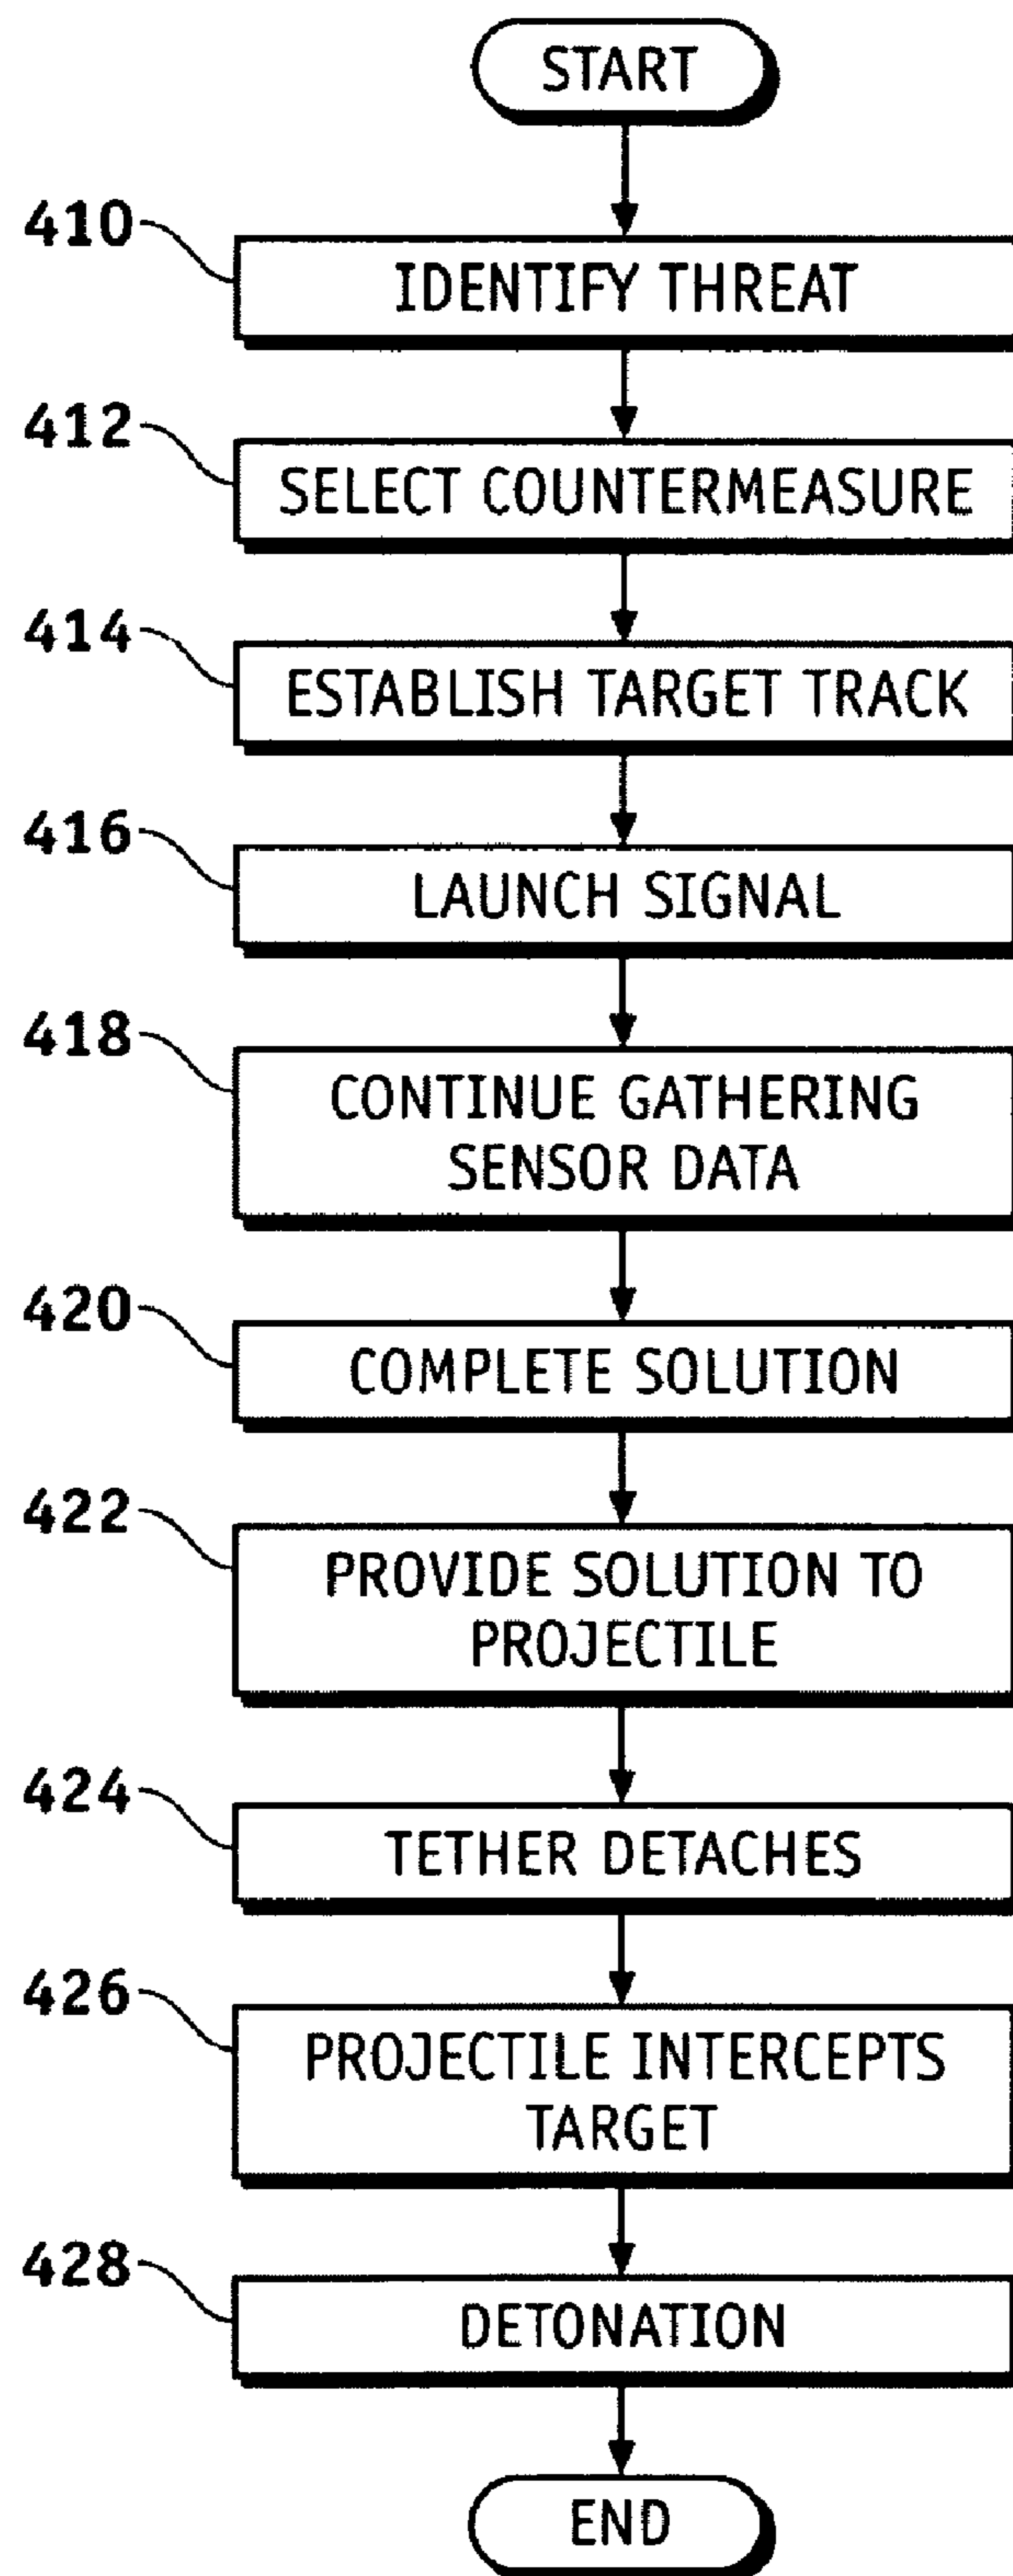 START
410
IDENTIFY THREAT
412
SELECT COUNTERMEASURE
414
ESTABLISH TARGET TRACK
416
LAUNCH SIGNAL
418
CONTINUE GATHERING
SENSOR DATA
420
COMPLETE SOLUTION
422
PROVIDE SOLUTION TO
PROJECTILE
424
TETHER DETACHES
426
PROJECTILE INTERCEPTS
TARGET
428
DETONATION
END